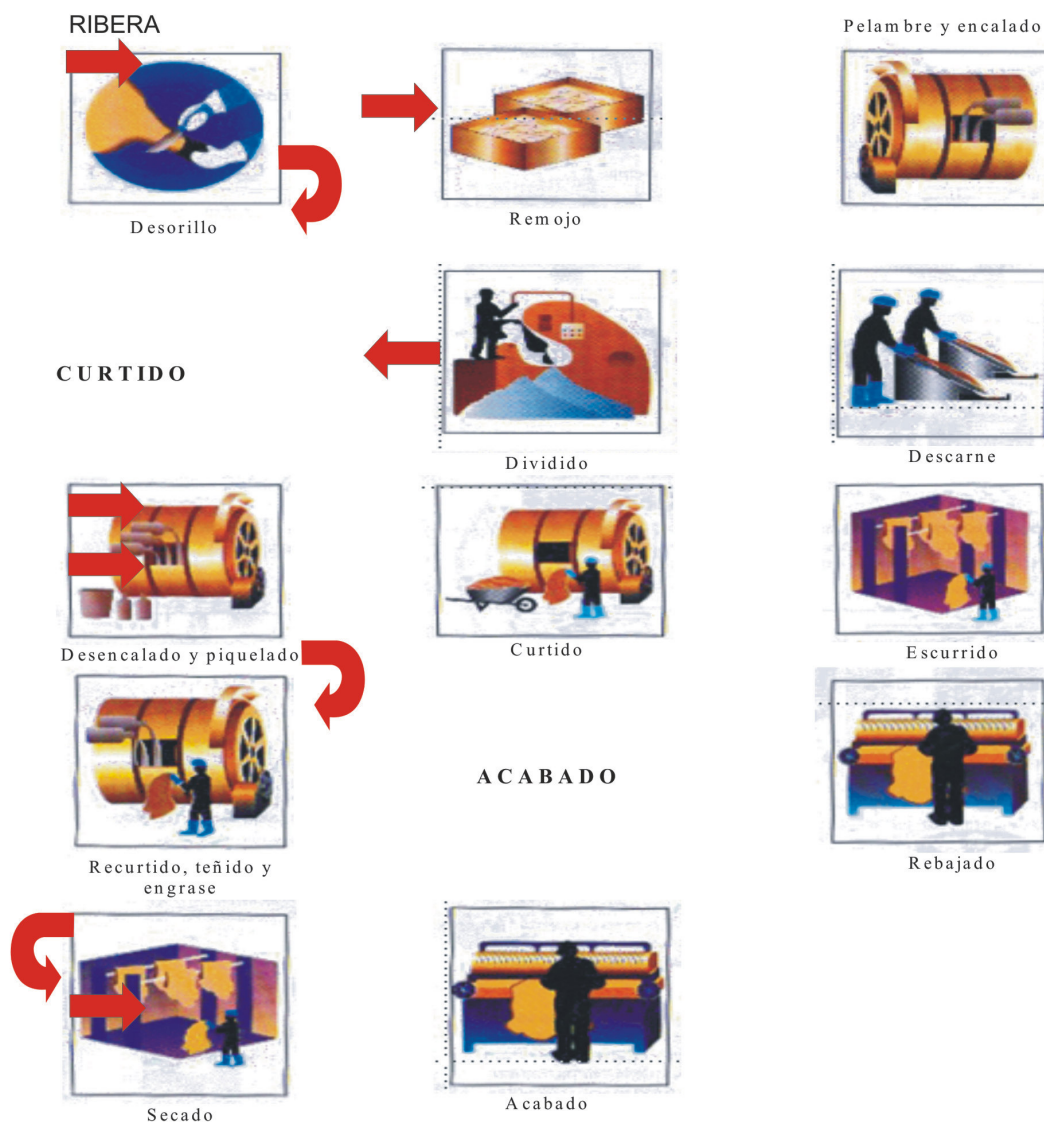 RIBERA
Pelambre y encalado
Desorillo
Remojo
CURTIDO
Dividido
Descarne
Desencalado y piquelado
Curtido
Escurrido
ACABADO
Recurtido, teñido y
engrase
Rebajado
Secado
Acabado